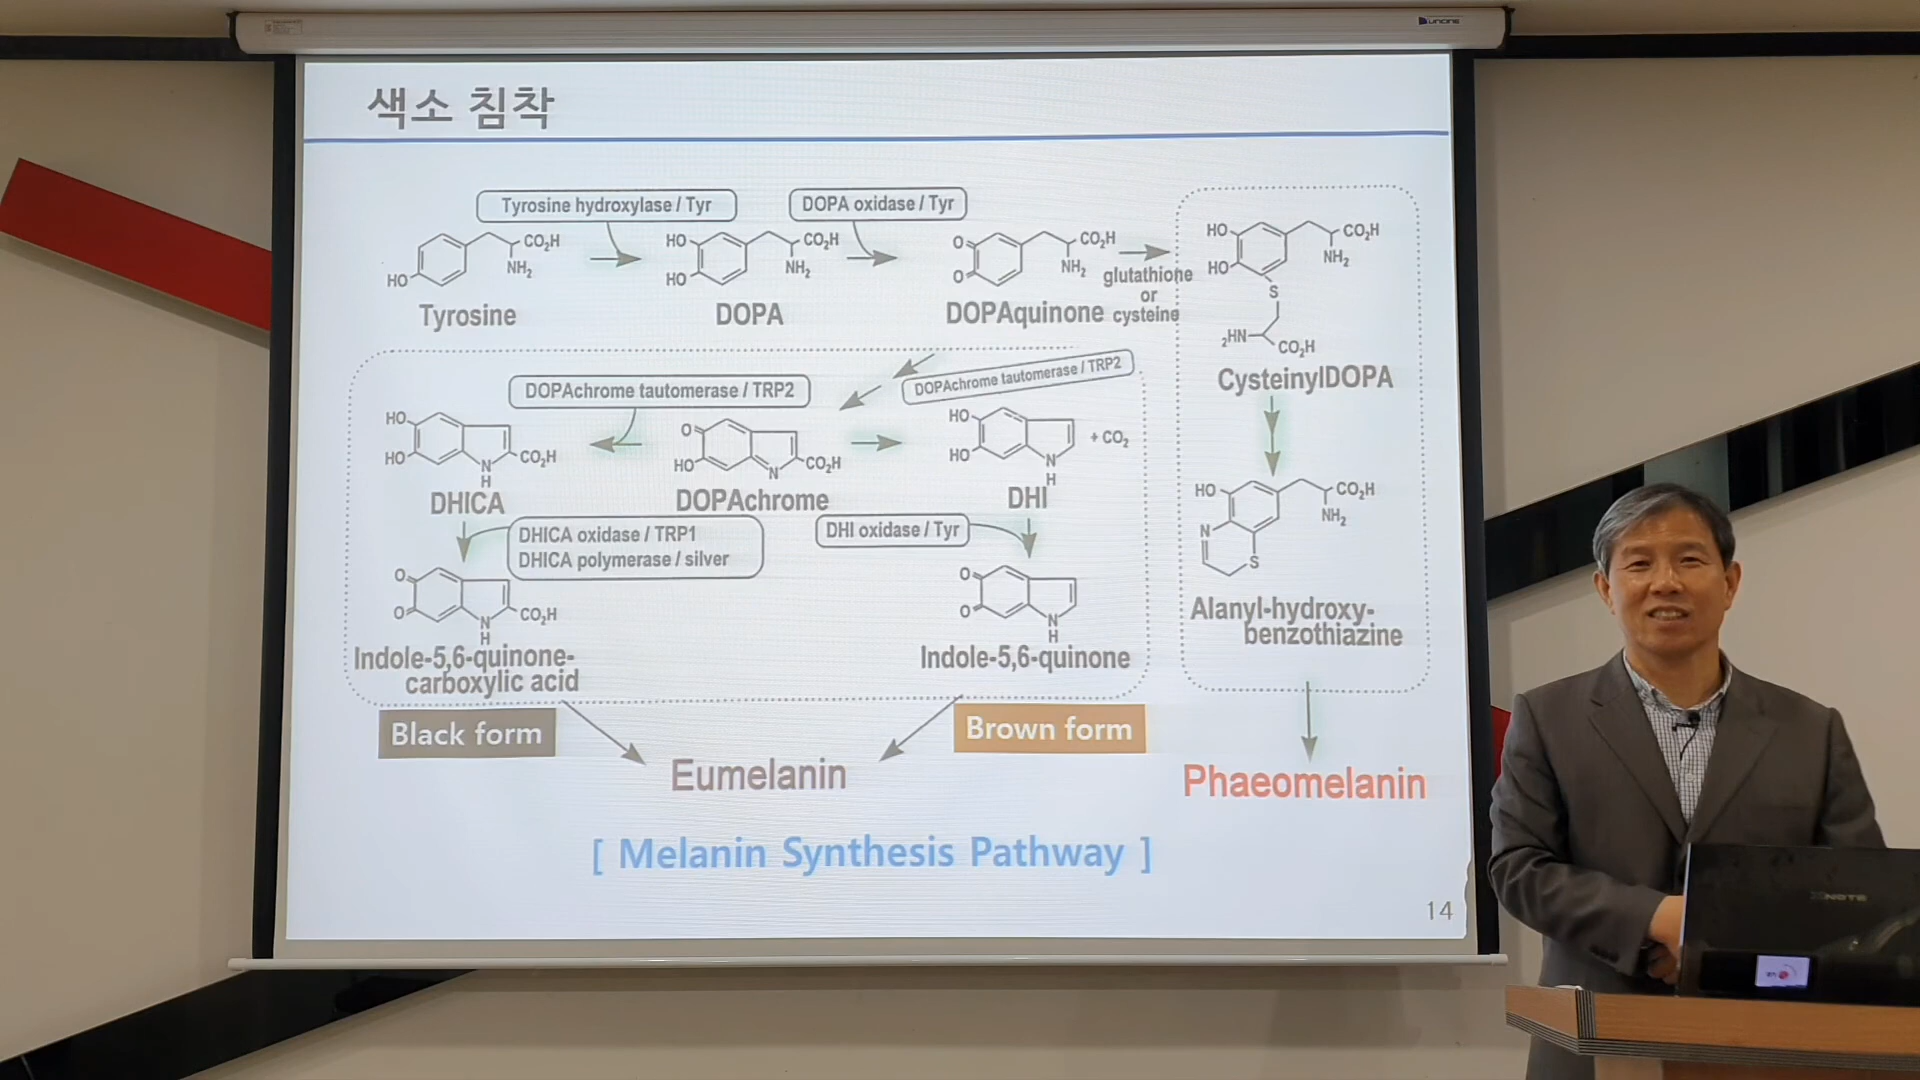 UNCINE
색소 침착
Tyrosine hydroxylase / Tyr
DOPA oxidase / Tyr
HO
CO₂H
NH₂
Tyrosine
HO
HO
CO₂H
NH₂
DOPA
O
O
CO₂H
NH₂
DOPAquinone
glutathione
or
cysteine
HO
HO
CO₂H
NH₂
S
₂HN
CO₂H
CysteinylDOPA
DOPAchrome tautomerase / TRP2
DOPAchrome tautomerase / TRP2
HO
HO
N
H
CO₂H
DHICA
O
HO
N
CO₂H
DOPAchrome
HO
HO
N
H
+ CO₂
DHI
HO
CO₂H
NH₂
N
S
Alanyl-hydroxy-
benzothiazine
DHICA oxidase / TRP1
DHICA polymerase / silver
DHI oxidase / Tyr
O
O
N
H
CO₂H
Indole-5,6-quinone-
carboxylic acid
O
O
N
H
Indole-5,6-quinone
Black form
Brown form
Eumelanin
Phaeomelanin
[ Melanin Synthesis Pathway ]
14
XNOTE